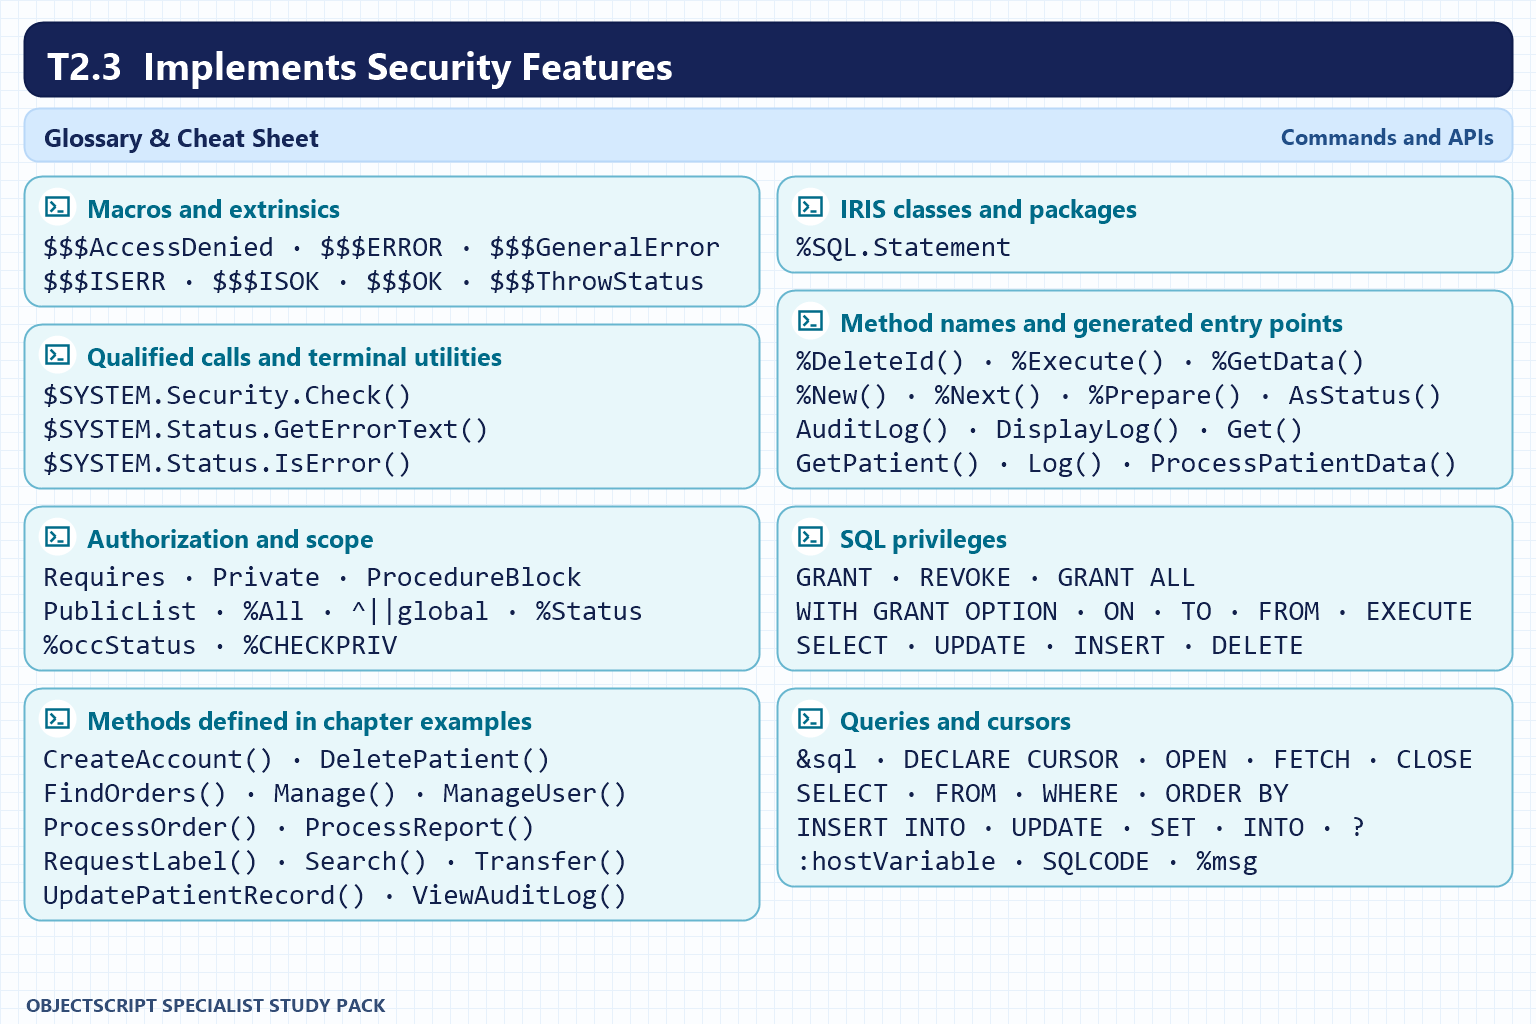 T2.3 Implements Security Features
Glossary & Cheat Sheet
Commands and APIs
Macros and extrinsics
$$$AccessDenied · $$$ERROR · $$$GeneralError
$$$ISERR · $$$ISOK · $$$OK · $$$ThrowStatus
Qualified calls and terminal utilities
$SYSTEM.Security.Check()
$SYSTEM.Status.GetErrorText()
$SYSTEM.Status.IsError()
Authorization and scope
Requires · Private · ProcedureBlock
PublicList · %All · ^||global · %Status
%occStatus · %CHECKPRIV
Methods defined in chapter examples
CreateAccount() · DeletePatient()
FindOrders() · Manage() · ManageUser()
ProcessOrder() · ProcessReport()
RequestLabel() · Search() · Transfer()
UpdatePatientRecord() · ViewAuditLog()
IRIS classes and packages
%SQL.Statement
Method names and generated entry points
%DeleteId() · %Execute() · %GetData()
%New() · %Next() · %Prepare() · AsStatus()
AuditLog() · DisplayLog() · Get()
GetPatient() · Log() · ProcessPatientData()
SQL privileges
GRANT · REVOKE · GRANT ALL
WITH GRANT OPTION · ON · TO · FROM · EXECUTE
SELECT · UPDATE · INSERT · DELETE
Queries and cursors
&sql · DECLARE CURSOR · OPEN · FETCH · CLOSE
SELECT · FROM · WHERE · ORDER BY
INSERT INTO · UPDATE · SET · INTO · ?
:hostVariable · SQLCODE · %msg
OBJECTSCRIPT SPECIALIST STUDY PACK